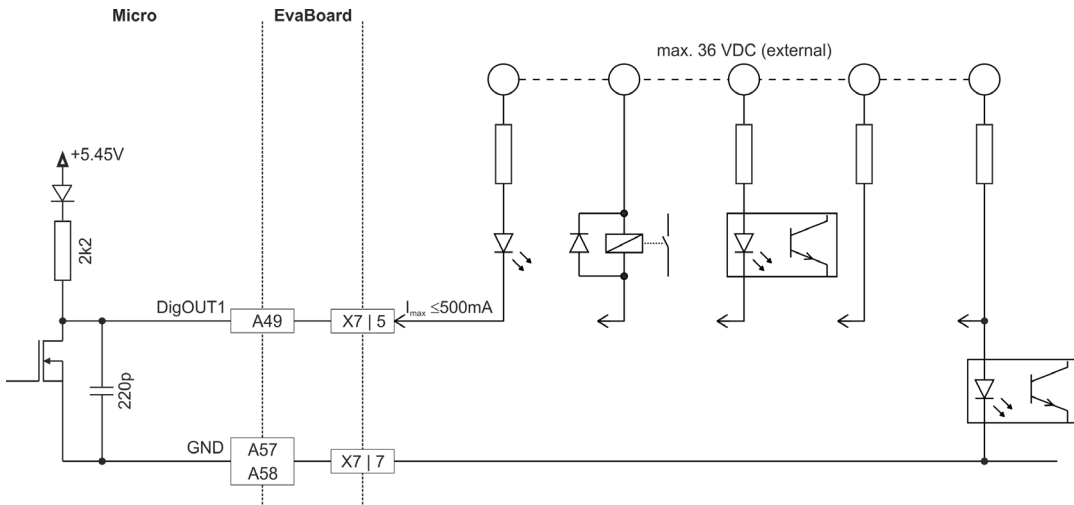 Micro
EvaBoard
max. 36 VDC (external)
+5.45V
2k2
DigOUT1
A49
X7 | 5
Imax ≤500mA
220p
GND
A57
A58
X7 | 7